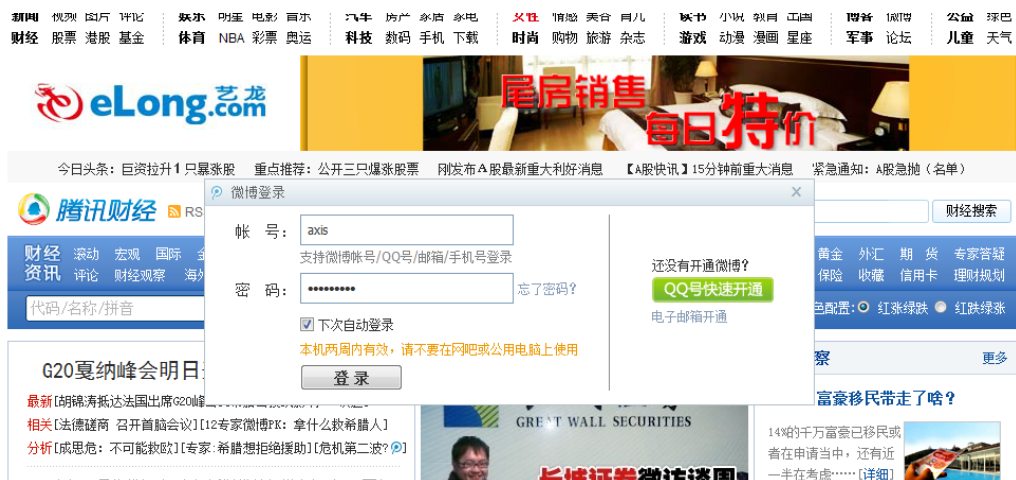 新闻 视频 图片 评论 娱乐 明星 电影 音乐 汽车 房产 家居 家电 女性 情感 美容 育儿 读书 小说 教育 出国 博客 微博 公益 绿色
财经 股票 港股 基金 体育 NBA 彩票 奥运 科技 数码 手机 下载 时尚 购物 旅游 杂志 游戏 动漫 漫画 星座 军事 论坛 儿童 天气
eLong艺龙.com
尾房销售
每日特价
今日头条：巨资拉升1只暴涨股 重点推荐：公开三只爆涨股票 刚发布A股最新重大利好消息 【A股快讯】15分钟前重大消息 紧急通知：A股急抛（名单）
微博登录
腾讯财经 RS
财经搜索
帐 号： axis
支持微博帐号/QQ号/邮箱/手机号登录
密 码： ••••••••• 忘了密码？
下次自动登录
本机两周内有效，请不要在网吧或公用电脑上使用
登 录
还没有开通微博？
QQ号快速开通
电子邮箱开通
财经 滚动 宏观 国际
资讯 评论 财经观察 海外
黄金 外汇 期 货 专家答疑
保险 收藏 信用卡 理财规划
代码/名称/拼音
色配置： 红涨绿跌 红跌绿涨
G20戛纳峰会明日
最新[胡锦涛抵达法国出席G20峰
相关[法德磋商 召开首脑会议][12专家微博PK：拿什么救希腊人]
分析[成思危：不可能救欧][专家：希腊想拒绝援助][危机第二波?
GREAT WALL SECURITIES
长城证券微访谈周
察 更多
富豪移民带走了啥？
14%的千万富豪已移民或
者在申请当中，还有近
一半在考虑……[详细]